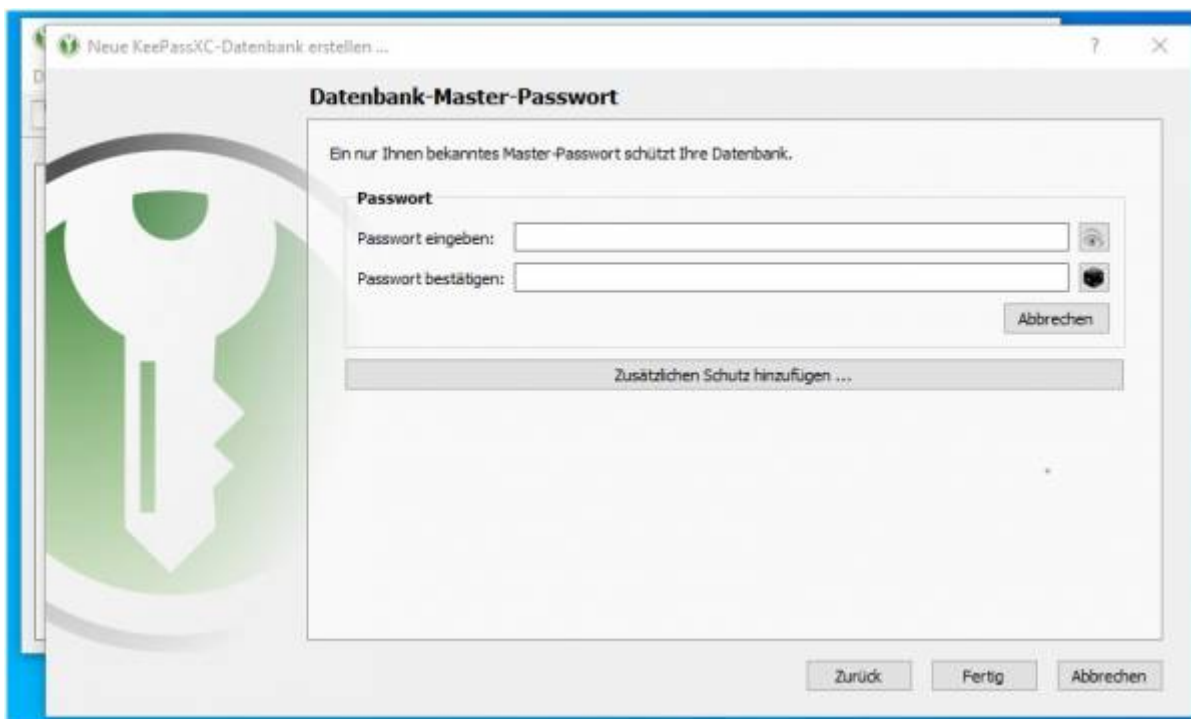 Neue KeePassXC-Datenbank erstellen ...
?
Datenbank-Master-Passwort
Ein nur Ihnen bekanntes Master-Passwort schützt Ihre Datenbank.
Passwort
Passwort eingeben:
Passwort bestätigen:
Abbrechen
Zusätzlichen Schutz hinzufügen ...
Zurück Fertig Abbrechen